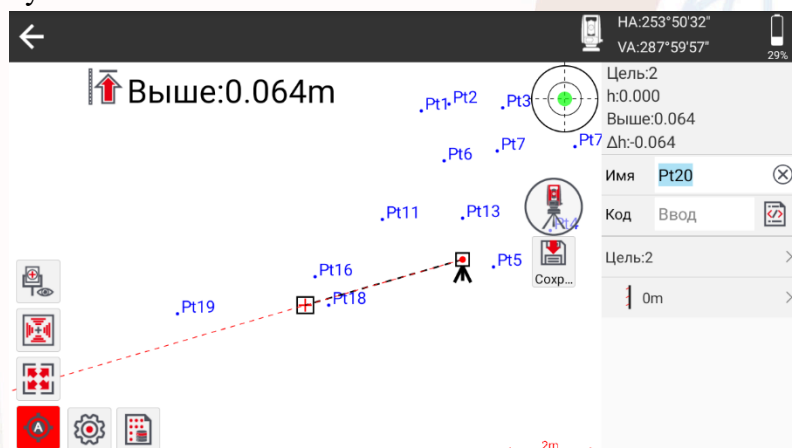 HA:253°50'32"
VA:287°59'57"
29%
Выше:0.064m
Цель:2
h:0.000
Выше:0.064
Δh:-0.064
Имя Pt20
Код Ввод
Цель:2
0m
Pt1 Pt2 Pt3
Pt6 Pt7 Pt7
Pt11 Pt13 Pt4
Pt16 Pt5
Сохр...
Pt19 Pt18
A
2m